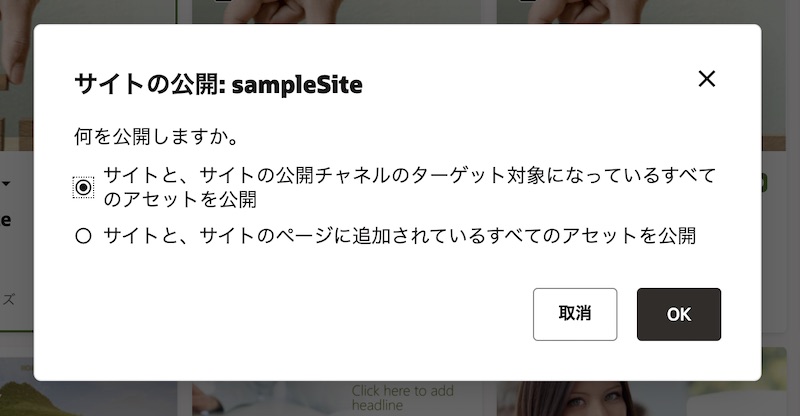 サイトの公開: sampleSite
何を公開しますか。
サイトと、サイトの公開チャネルのターゲット対象になっているすべて
のアセットを公開
サイトと、サイトのページに追加されているすべてのアセットを公開
取消
OK
te
ズ
Click here to add
headline